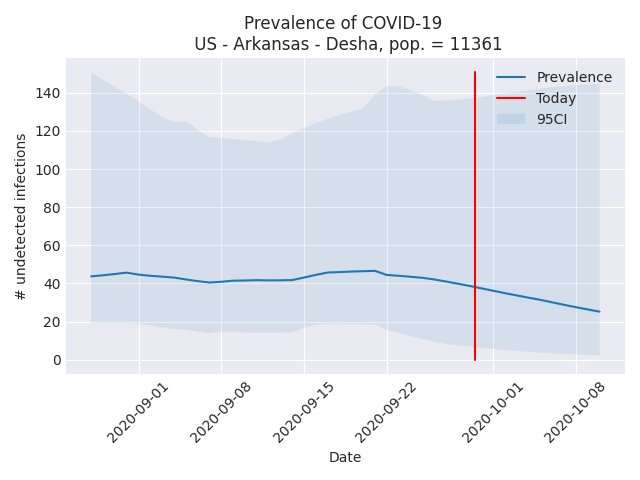 Prevalence of COVID-19
US - Arkansas - Desha, pop. = 11361
Prevalence
Today
95CI
# undetected infections
140
120
100
80
60
40
20
0
2020-09-01
2020-09-08
2020-09-15
2020-09-22
2020-10-01
2020-10-08
Date